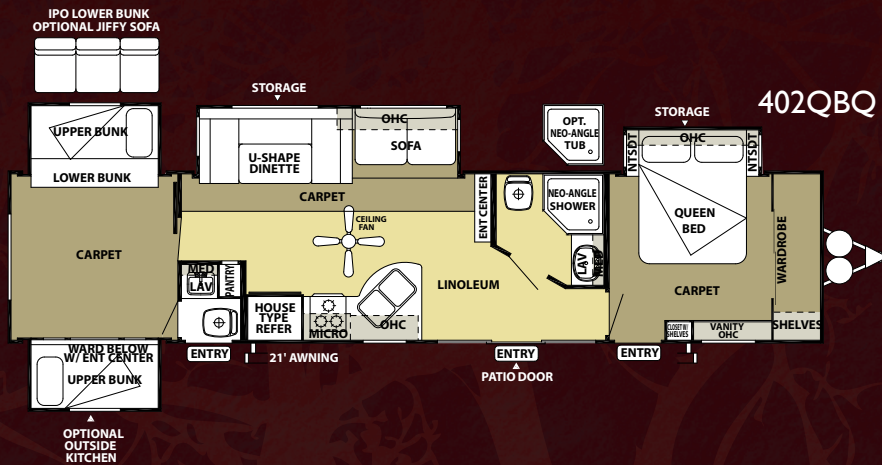 IPO LOWER BUNK
OPTIONAL JIFFY SOFA
UPPER BUNK
LOWER BUNK
CARPET
STORAGE
U-SHAPE
DINETTE
OHC
SOFA
CARPET
CEILING
FAN
ENT CENTER
OPT.
NEO-ANGLE
TUB
NEO-ANGLE
SHOWER
LAV
MED
LINOLEUM
402QBQ
STORAGE
NTSDT
OHC
NTSDT
QUEEN
BED
WARDROBE
CARPET
CLOSET W/
SHELVES
VANITY
OHC
SHELVES
MED
LAV
PANTRY
HOUSE
TYPE
REFER
MICRO
OHC
ENTRY
21' AWNING
ENTRY
PATIO DOOR
ENTRY
WARD BELOW
W/ ENT CENTER
UPPER BUNK
OPTIONAL
OUTSIDE
KITCHEN